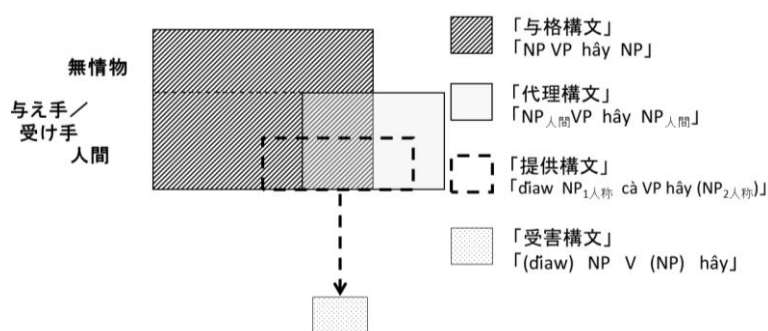 無情物
与え手／
受け手
人間
「与格構文」
「NP VP hây NP」
「代理構文」
「NP人間VP hây NP人間」
「提供構文」
「ɗiaw NP1人称 cà VP hây (NP2人称)」
「受害構文」
「(ɗiaw) NP V (NP) hây」